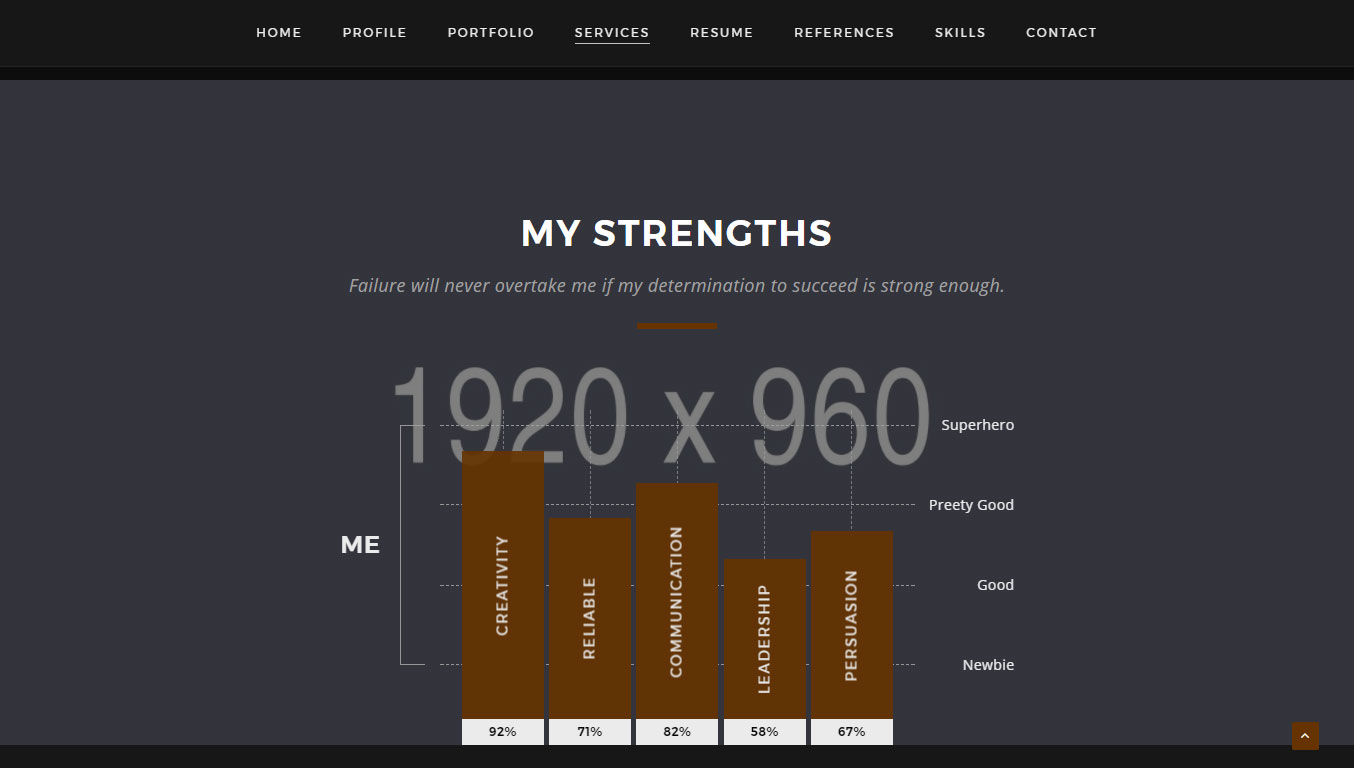 HOME PROFILE PORTFOLIO SERVICES RESUME REFERENCES SKILLS CONTACT
MY STRENGTHS
Failure will never overtake me if my determination to succeed is strong enough.
1920 x 960
Superhero
Preety Good
ME
Good
Newbie
CREATIVITY
RELIABLE
COMMUNICATION
LEADERSHIP
PERSUASION
92% 71% 82% 58% 67%